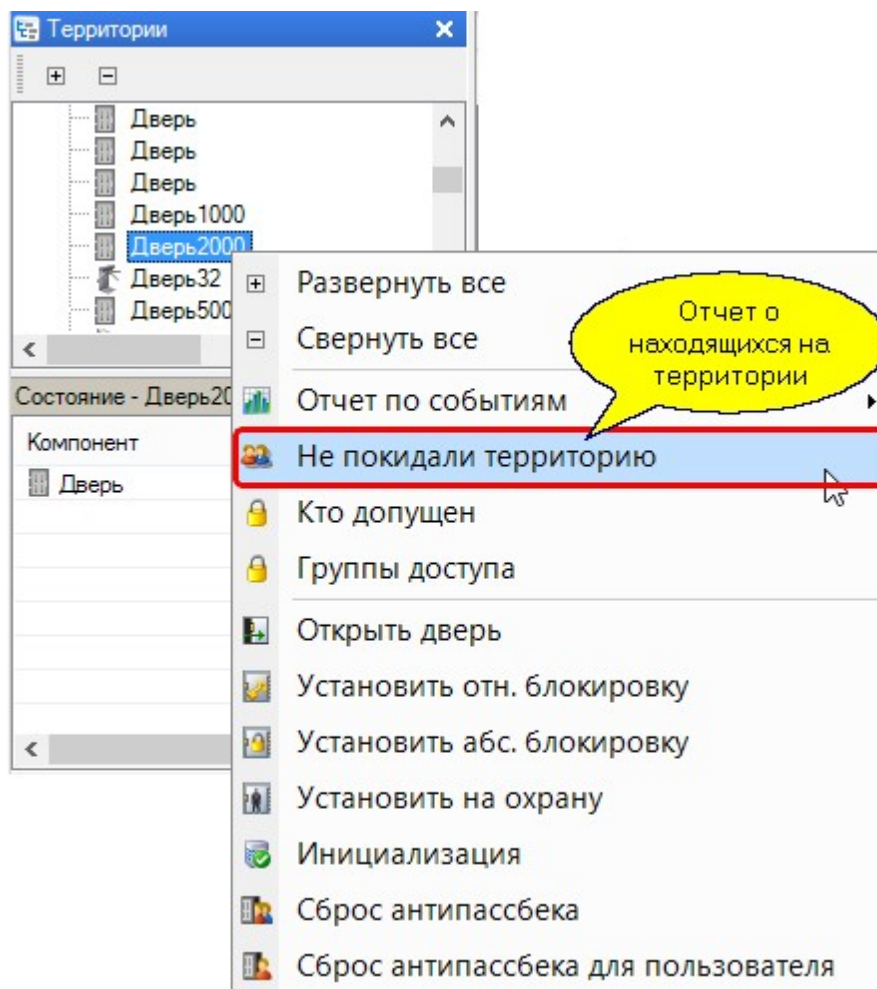 Территории
Дверь
Дверь
Дверь
Дверь1000
Дверь2000
Дверь32
Дверь500
Состояние - Дверь20
Компонент
Дверь
Развернуть все
Свернуть все
Отчет по событиям
Не покидали территорию
Кто допущен
Группы доступа
Открыть дверь
Установить отн. блокировку
Установить абс. блокировку
Установить на охрану
Инициализация
Сброс антипассбека
Сброс антипассбека для пользователя
Отчет о
находящихся на
территории